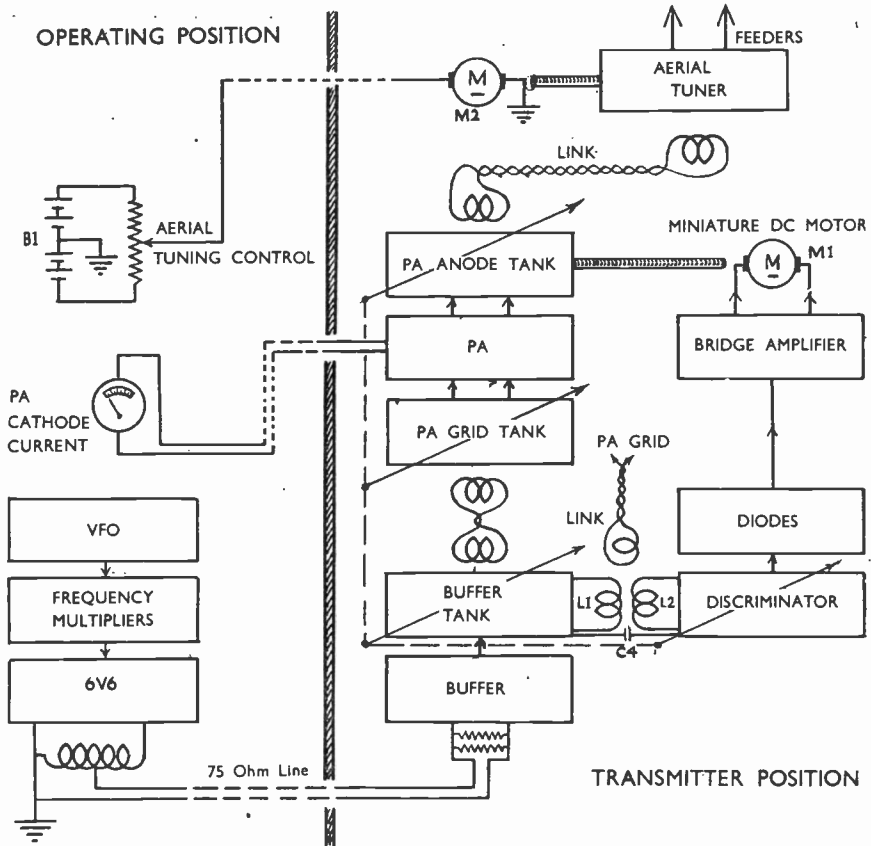 OPERATING POSITION
FEEDERS
AERIAL
TUNER
M
M2
LINK
B1
AERIAL
TUNING CONTROL
MINIATURE DC MOTOR
M
M1
PA ANODE TANK
PA
BRIDGE AMPLIFIER
PA
CATHODE
CURRENT
PA GRID TANK
PA GRID
LINK
DIODES
VFO
FREQUENCY
MULTIPLIERS
BUFFER
TANK
L1
L2
DISCRIMINATOR
C4
6V6
BUFFER
75 Ohm Line
TRANSMITTER POSITION